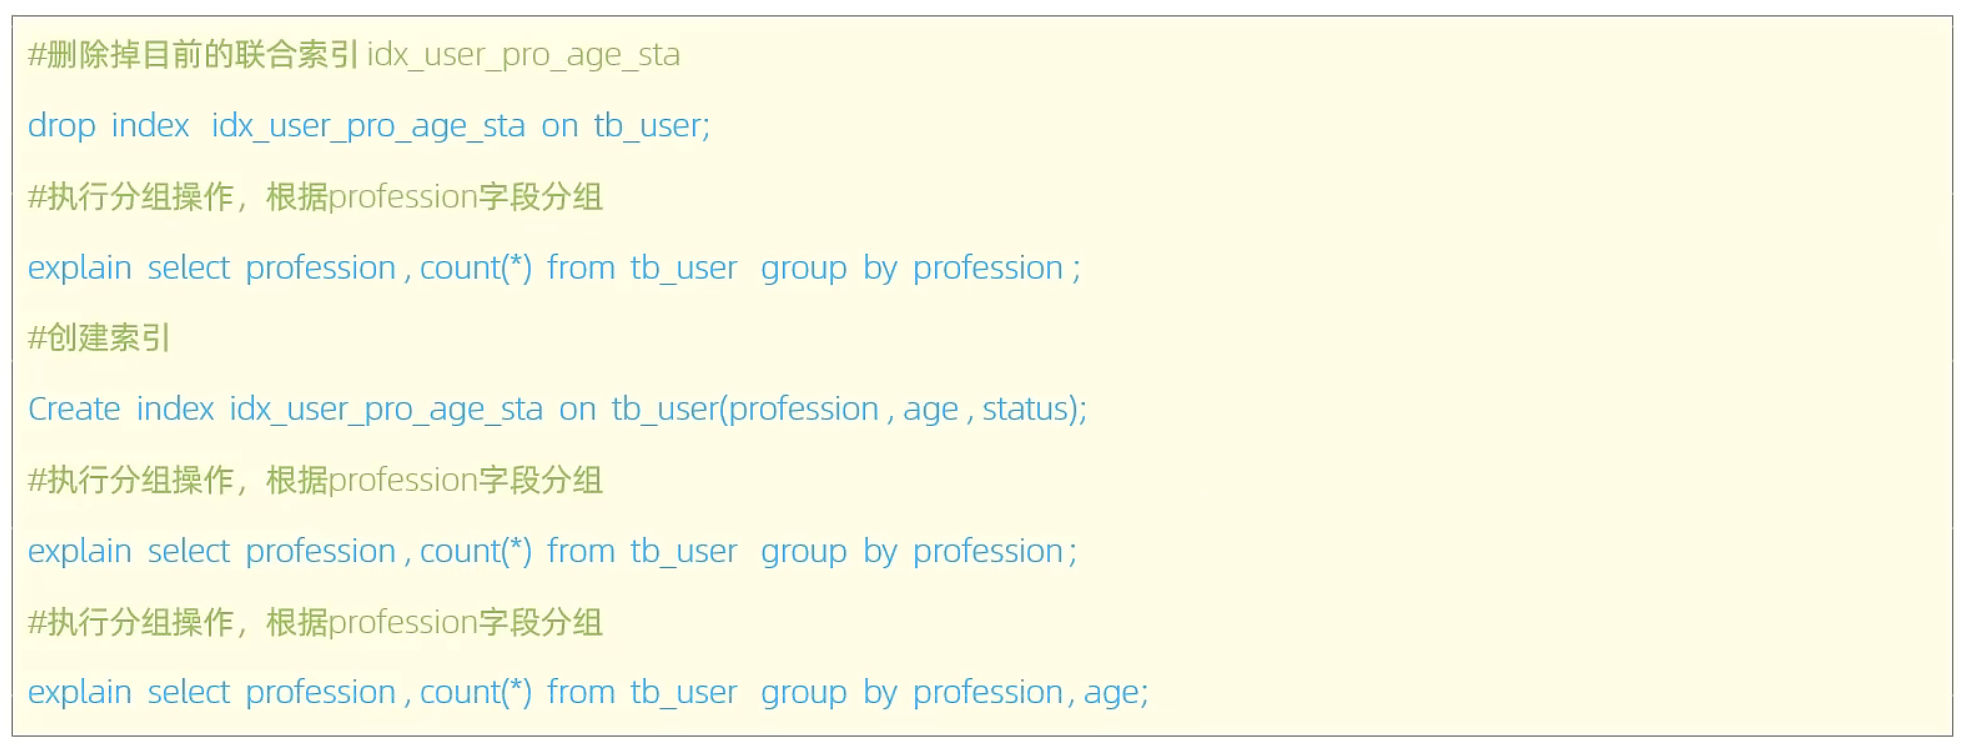 #删除掉目前的联合索引 idx_user_pro_age_sta
drop index idx_user_pro_age_sta on tb_user;
#执行分组操作，根据profession字段分组
explain select profession , count(*) from tb_user group by profession ;
#创建索引
Create index idx_user_pro_age_sta on tb_user(profession , age , status);
#执行分组操作，根据profession字段分组
explain select profession , count(*) from tb_user group by profession ;
#执行分组操作，根据profession字段分组
explain select profession , count(*) from tb_user group by profession , age;